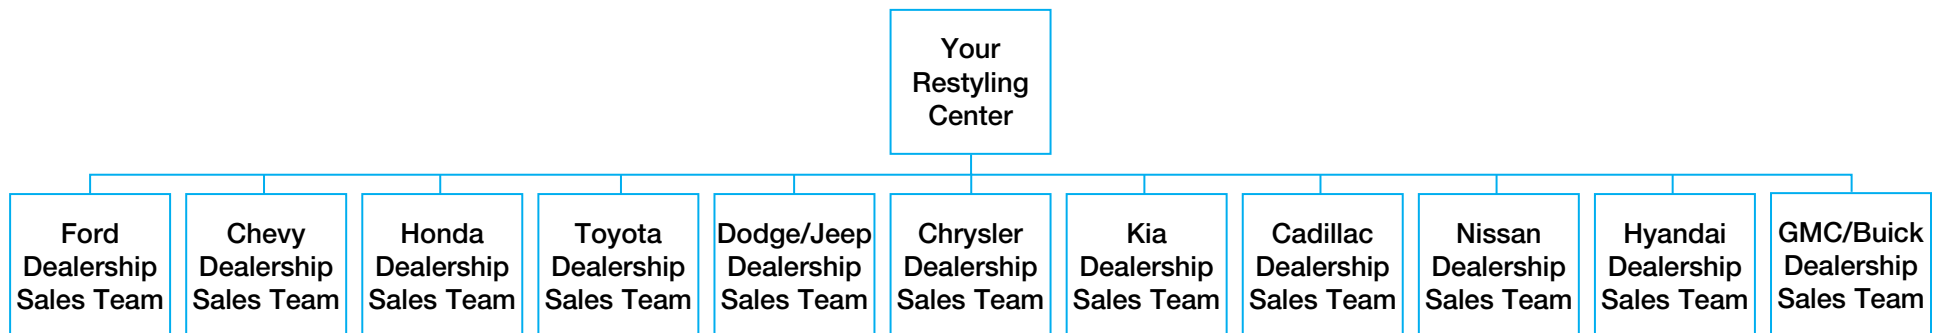 Your
Restyling
Center
Ford
Dealership
Sales Team
Chevy
Dealership
Sales Team
Honda
Dealership
Sales Team
Toyota
Dealership
Sales Team
Dodge/Jeep
Dealership
Sales Team
Chrysler
Dealership
Sales Team
Kia
Dealership
Sales Team
Cadillac
Dealership
Sales Team
Nissan
Dealership
Sales Team
Hyandai
Dealership
Sales Team
GMC/Buick
Dealership
Sales Team